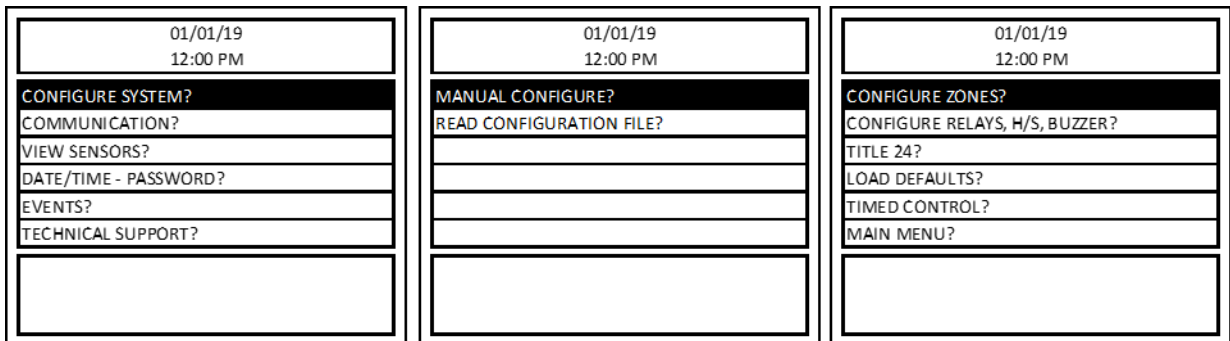 01/01/19
12:00 PM
CONFIGURE SYSTEM?
COMMUNICATION?
VIEW SENSORS?
DATE/TIME - PASSWORD?
EVENTS?
TECHNICAL SUPPORT?
01/01/19
12:00 PM
MANUAL CONFIGURE?
READ CONFIGURATION FILE?
01/01/19
12:00 PM
CONFIGURE ZONES?
CONFIGURE RELAYS, H/S, BUZZER?
TITLE 24?
LOAD DEFAULTS?
TIMED CONTROL?
MAIN MENU?